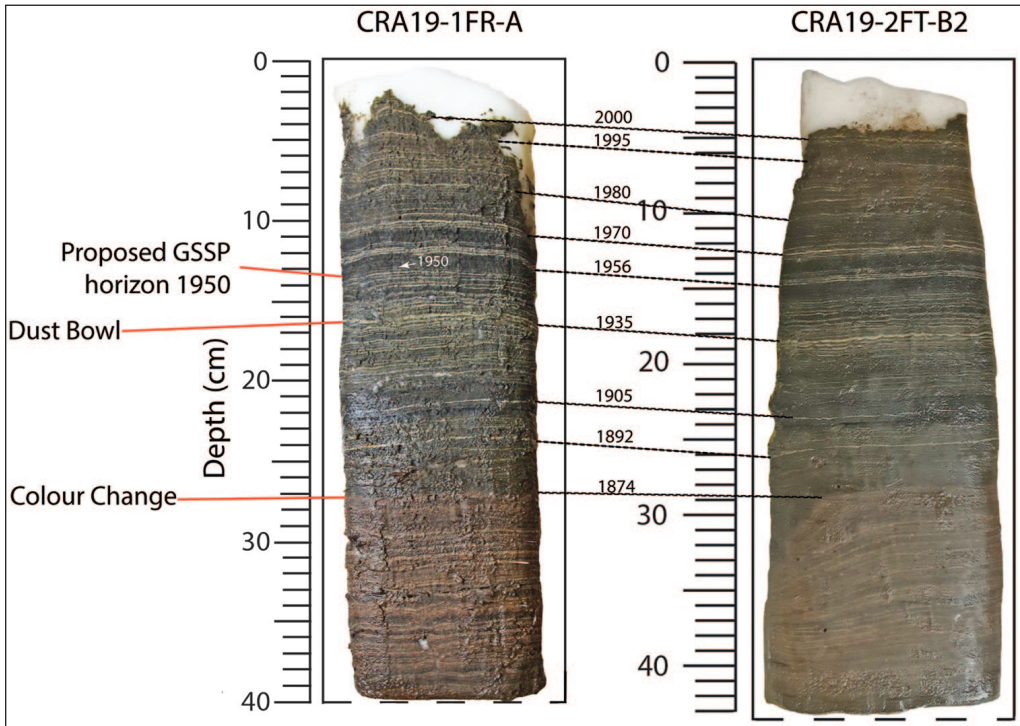 CRA19-1FR-A
CRA19-2FT-B2
0
0
2000
1995
1980
10
10
1970
Proposed GSSP
horizon 1950
1950
1956
Dust Bowl
1935
Depth (cm)
20
20
1905
1892
Colour Change
1874
30
30
40
40